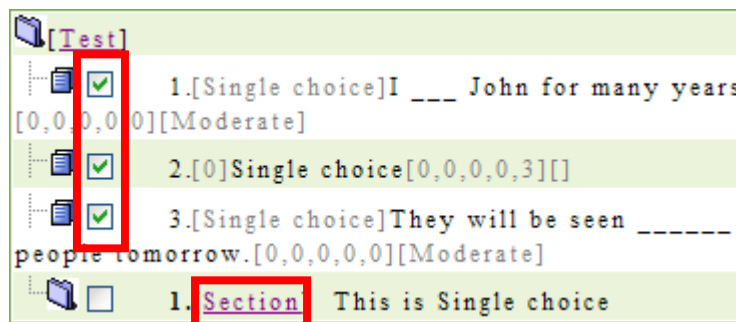 [Test]
1.[Single choice]I ___ John for many years
[0,0,0,0,0][Moderate]
2.[0]Single choice[0,0,0,0,3][]
3.[Single choice]They will be seen ______
people tomorrow.[0,0,0,0,0][Moderate]
1.[Section] This is Single choice